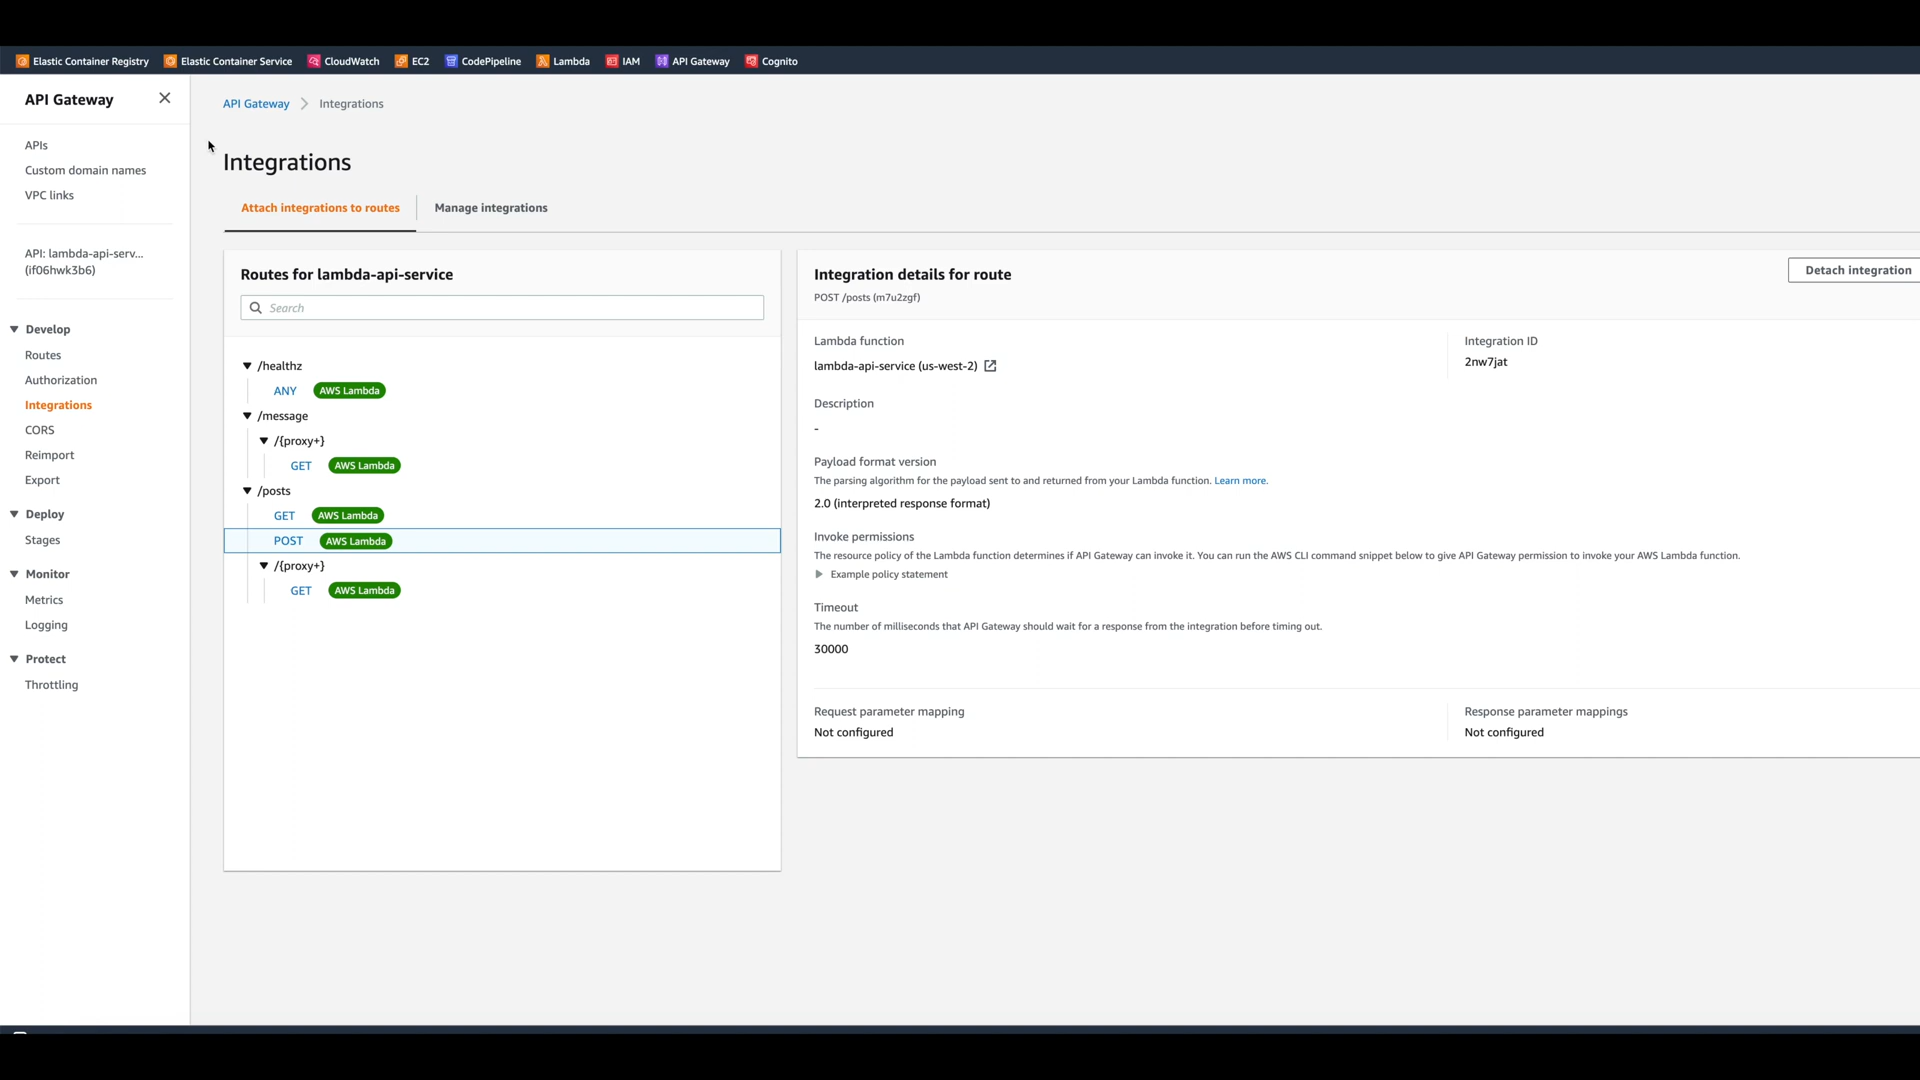 Elastic Container Registry Elastic Container Service CloudWatch EC2 CodePipeline Lambda IAM API Gateway Cognito
API Gateway
APIs
Custom domain names
VPC links
API: lambda-api-serv...
(if06hwk3b6)
Develop
Routes
Authorization
Integrations
CORS
Reimport
Export
Deploy
Stages
Monitor
Metrics
Logging
Protect
Throttling
API Gateway Integrations
Integrations
Attach integrations to routes Manage integrations
Routes for lambda-api-service
Search
/healthz
ANY AWS Lambda
/message
/{proxy+}
GET AWS Lambda
/posts
GET AWS Lambda
POST AWS Lambda
/{proxy+}
GET AWS Lambda
Integration details for route
Detach integration
POST /posts (m7u2zgf)
Lambda function
lambda-api-service (us-west-2)
Integration ID
2nw7jat
Description
-
Payload format version
The parsing algorithm for the payload sent to and returned from your Lambda function. Learn more.
2.0 (interpreted response format)
Invoke permissions
The resource policy of the Lambda function determines if API Gateway can invoke it. You can run the AWS CLI command snippet below to give API Gateway permission to invoke your AWS Lambda function.
Example policy statement
Timeout
The number of milliseconds that API Gateway should wait for a response from the integration before timing out.
30000
Request parameter mapping
Not configured
Response parameter mappings
Not configured